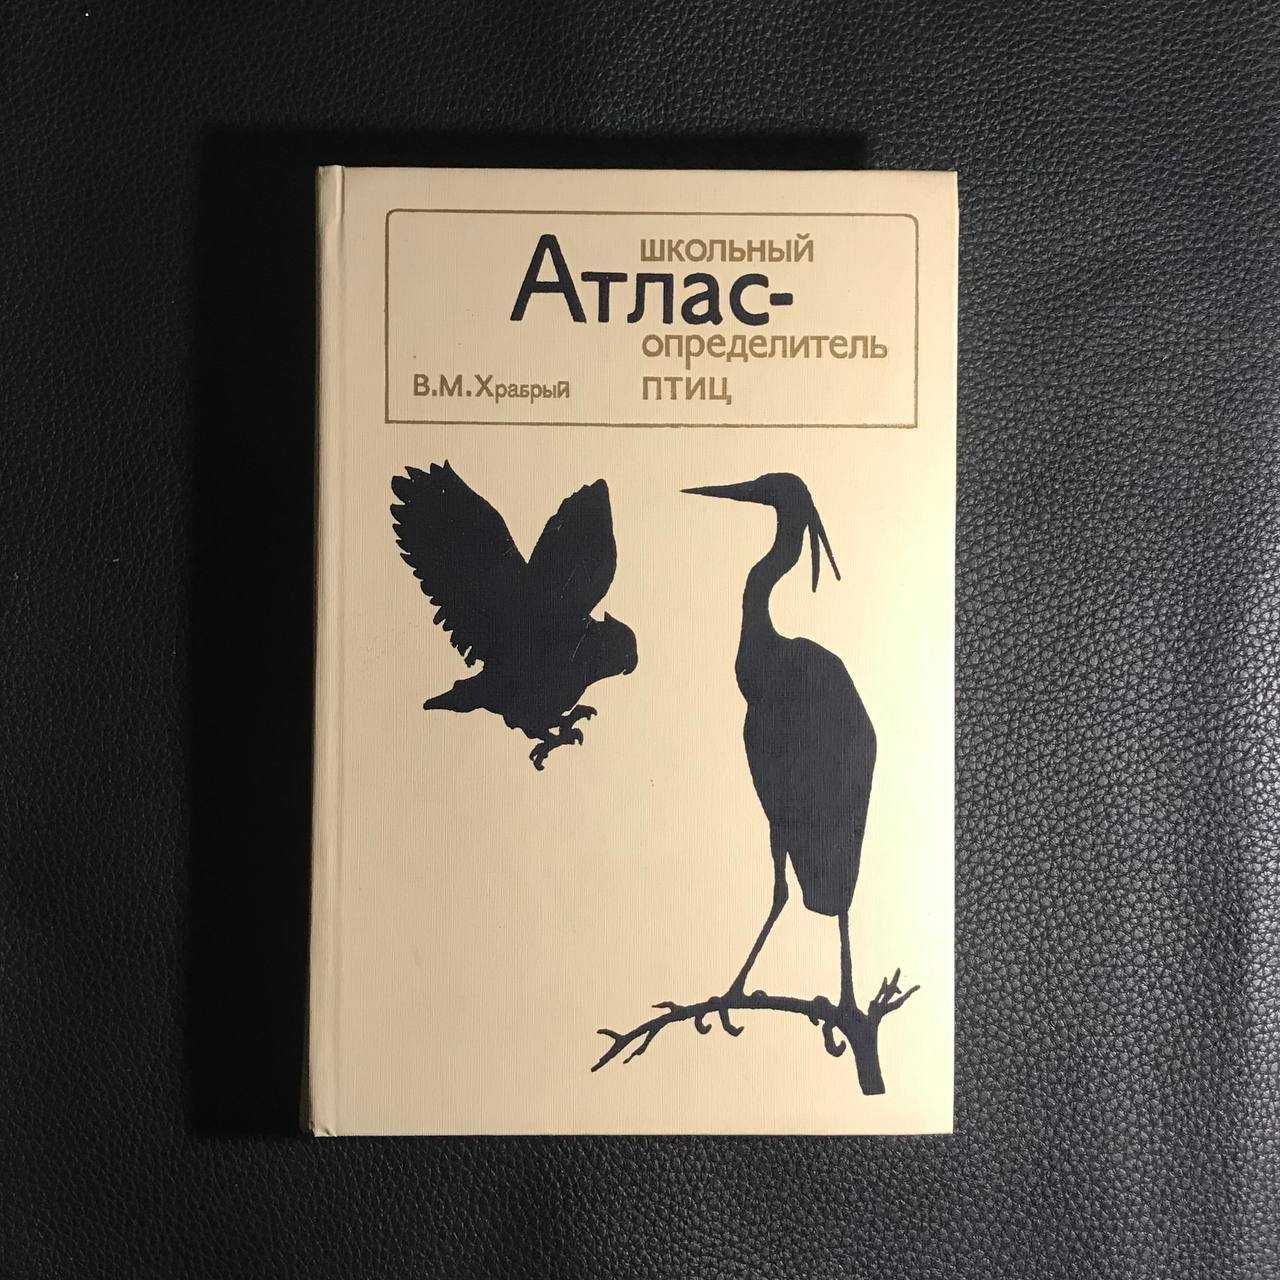 школьный
Атлас-
определитель
В.М.Храбрый птиц